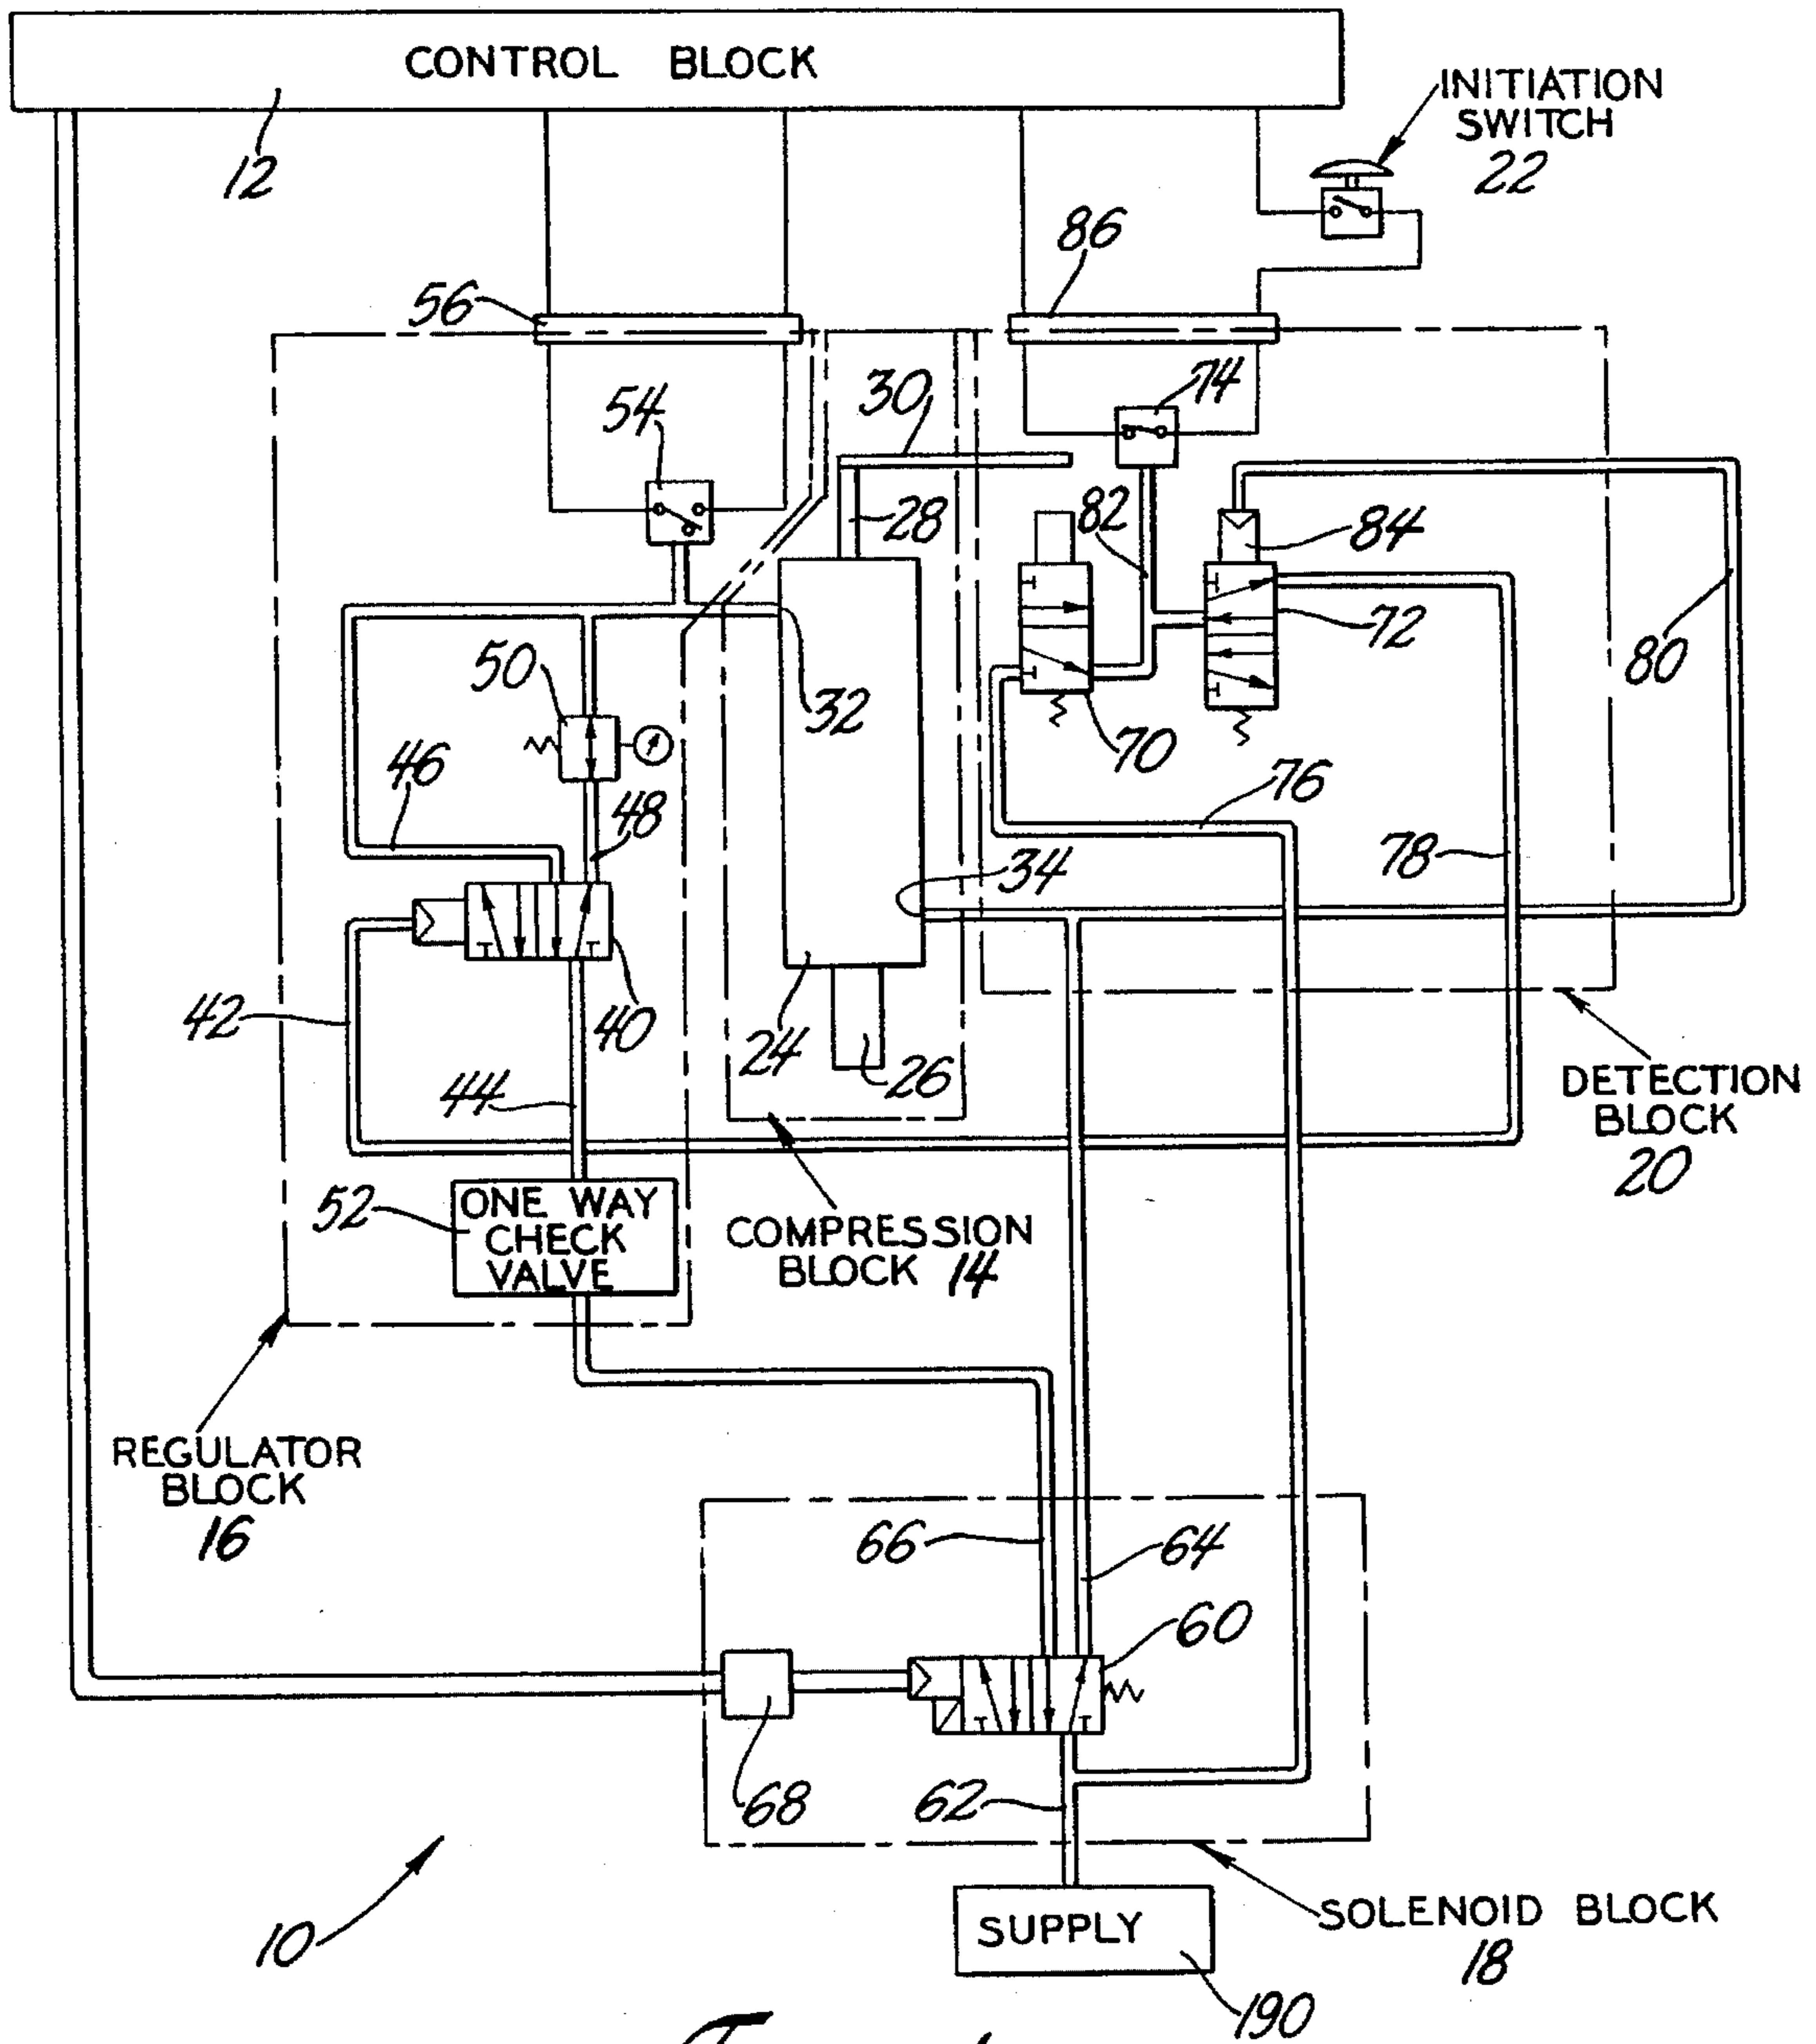 CONTROL BLOCK
INITIATION
SWITCH
22
12
86
56
74
30
54
82
28
84
72
80
50
32
70
46
76
48
78
34
42
40
24
26
44
DETECTION
BLOCK
20
52
ONE WAY
CHECK
VALVE
COMPRESSION
BLOCK 14
REGULATOR
BLOCK
16
66
64
60
68
62
10
SUPPLY
SOLENOID BLOCK
18
190